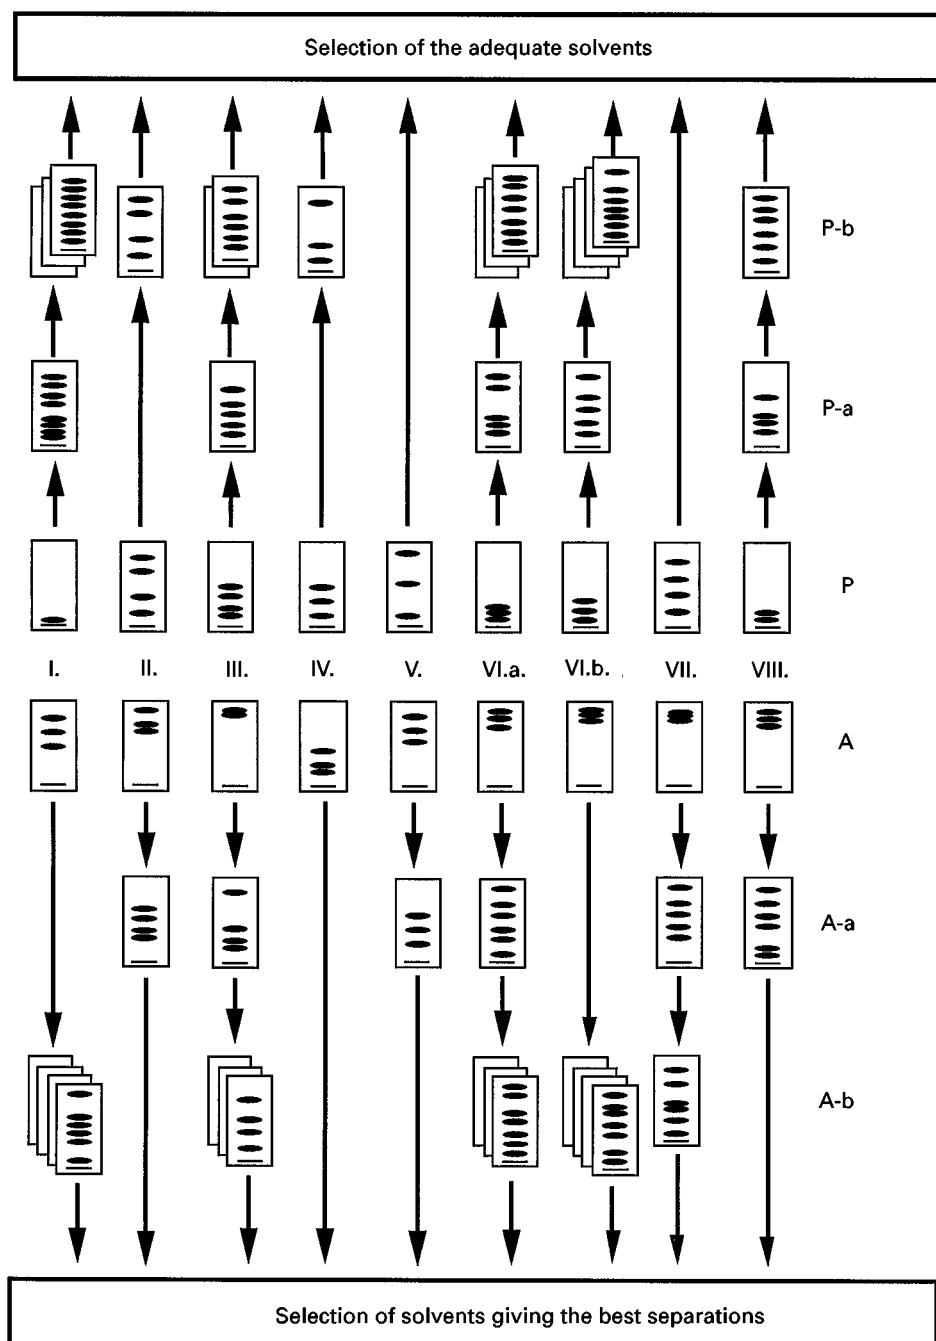 Selection of the adequate solvents
P-b
P-a
P
I. II. III. IV. V. VI.a. VI.b. VII. VIII.
A
A-a
A-b
Selection of solvents giving the best separations